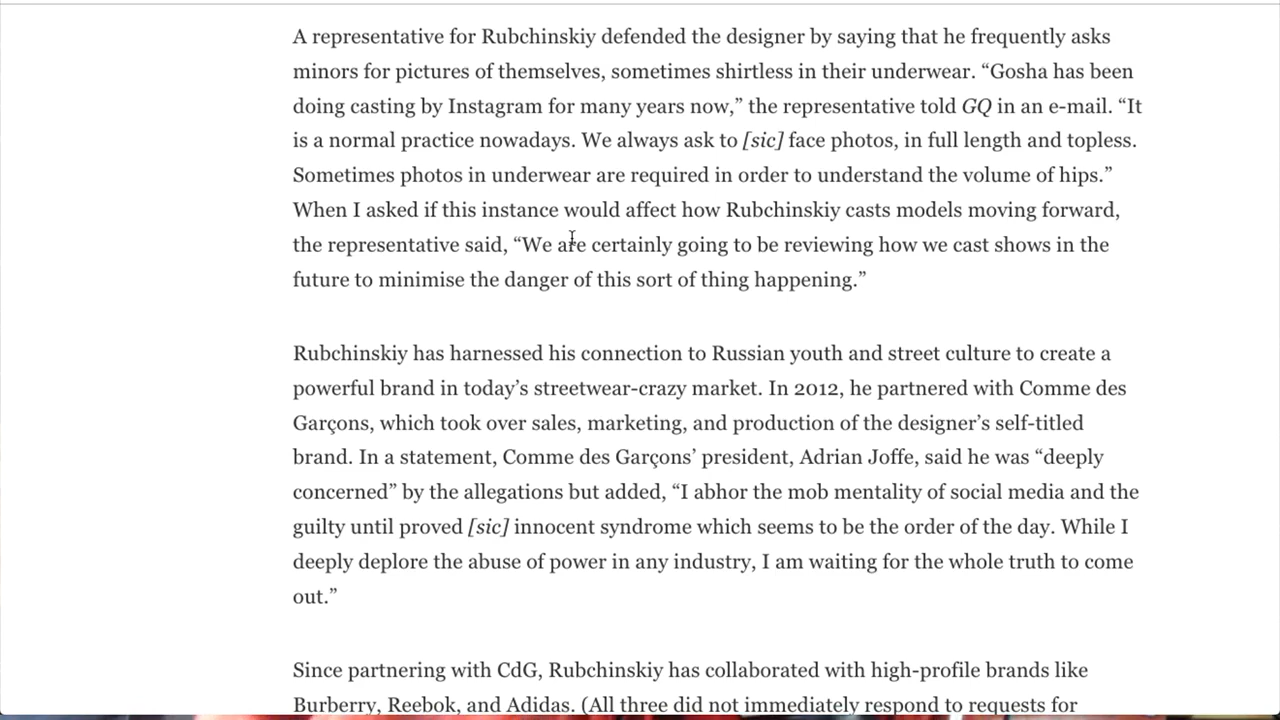 A representative for Rubchinskiy defended the designer by saying that he frequently asks
minors for pictures of themselves, sometimes shirtless in their underwear. “Gosha has been
doing casting by Instagram for many years now,” the representative told GQ in an e-mail. “It
is a normal practice nowadays. We always ask to [sic] face photos, in full length and topless.
Sometimes photos in underwear are required in order to understand the volume of hips.”
When I asked if this instance would affect how Rubchinskiy casts models moving forward,
the representative said, “We are certainly going to be reviewing how we cast shows in the
future to minimise the danger of this sort of thing happening.”
Rubchinskiy has harnessed his connection to Russian youth and street culture to create a
powerful brand in today’s streetwear-crazy market. In 2012, he partnered with Comme des
Garçons, which took over sales, marketing, and production of the designer’s self-titled
brand. In a statement, Comme des Garçons’ president, Adrian Joffe, said he was “deeply
concerned” by the allegations but added, “I abhor the mob mentality of social media and the
guilty until proved [sic] innocent syndrome which seems to be the order of the day. While I
deeply deplore the abuse of power in any industry, I am waiting for the whole truth to come
out.”
Since partnering with CdG, Rubchinskiy has collaborated with high-profile brands like
Burberry, Reebok, and Adidas. (All three did not immediately respond to requests for